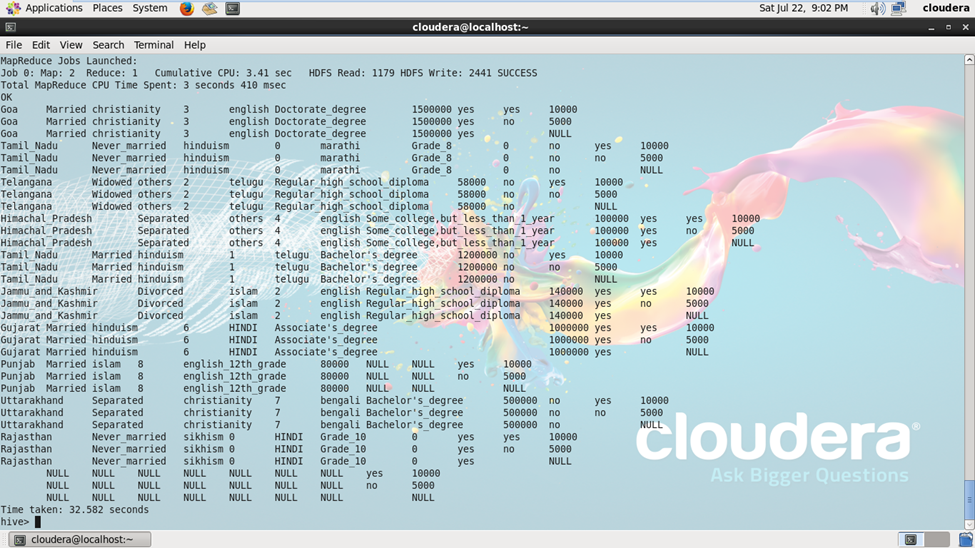 Applications Places System Sat Jul 22, 9:02 PM cloudera
cloudera@localhost:~
File Edit View Search Terminal Help
MapReduce Jobs Launched:
Job 0: Map: 2 Reduce: 1 Cumulative CPU: 3.41 sec HDFS Read: 1179 HDFS Write: 2441 SUCCESS
Total MapReduce CPU Time Spent: 3 seconds 410 msec
OK
Goa Married christianity 3 english Doctorate_degree 1500000 yes yes 10000
Goa Married christianity 3 english Doctorate_degree 1500000 yes no 5000
Goa Married christianity 3 english Doctorate_degree 1500000 yes NULL
Tamil_Nadu Never_married hinduism 0 marathi Grade_8 0 no yes 10000
Tamil_Nadu Never_married hinduism 0 marathi Grade_8 0 no no 5000
Tamil_Nadu Never_married hinduism 0 marathi Grade_8 0 no NULL
Telangana Widowed others 2 telugu Regular_high_school_diploma 58000 no yes 10000
Telangana Widowed others 2 telugu Regular_high_school_diploma 58000 no no 5000
Telangana Widowed others 2 telugu Regular_high_school_diploma 58000 no NULL
Himachal_Pradesh Separated others 4 english Some_college,but_less_than_1_year 100000 yes yes 10000
Himachal_Pradesh Separated others 4 english Some_college,but_less_than_1_year 100000 yes no 5000
Himachal_Pradesh Separated others 4 english Some_college,but_less_than_1_year 100000 yes NULL
Tamil_Nadu Married hinduism 1 telugu Bachelor's_degree 1200000 no yes 10000
Tamil_Nadu Married hinduism 1 telugu Bachelor's_degree 1200000 no no 5000
Tamil_Nadu Married hinduism 1 telugu Bachelor's_degree 1200000 no NULL
Jammu_and_Kashmir Divorced islam 2 english Regular_high_school_diploma 140000 yes yes 10000
Jammu_and_Kashmir Divorced islam 2 english Regular_high_school_diploma 140000 yes no 5000
Jammu_and_Kashmir Divorced islam 2 english Regular_high_school_diploma 140000 yes NULL
Gujarat Married hinduism 6 HINDI Associate's_degree 1000000 yes yes 10000
Gujarat Married hinduism 6 HINDI Associate's_degree 1000000 yes no 5000
Gujarat Married hinduism 6 HINDI Associate's_degree 1000000 yes NULL
Punjab Married islam 8 english_12th_grade 80000 NULL NULL yes 10000
Punjab Married islam 8 english_12th_grade 80000 NULL NULL no 5000
Punjab Married islam 8 english_12th_grade 80000 NULL NULL NULL
Uttarakhand Separated christianity 7 bengali Bachelor's_degree 500000 no yes 10000
Uttarakhand Separated christianity 7 bengali Bachelor's_degree 500000 no no 5000
Uttarakhand Separated christianity 7 bengali Bachelor's_degree 500000 no NULL
Rajasthan Never_married sikhism 0 HINDI Grade_10 0 yes yes 10000
Rajasthan Never_married sikhism 0 HINDI Grade_10 0 yes no 5000
Rajasthan Never_married sikhism 0 HINDI Grade_10 0 yes NULL
NULL NULL NULL NULL NULL NULL NULL yes 10000
NULL NULL NULL NULL NULL NULL NULL no 5000
NULL NULL NULL NULL NULL NULL NULL NULL
Time taken: 32.582 seconds
hive>
cloudera®
Ask Bigger Questions
cloudera@localhost:~